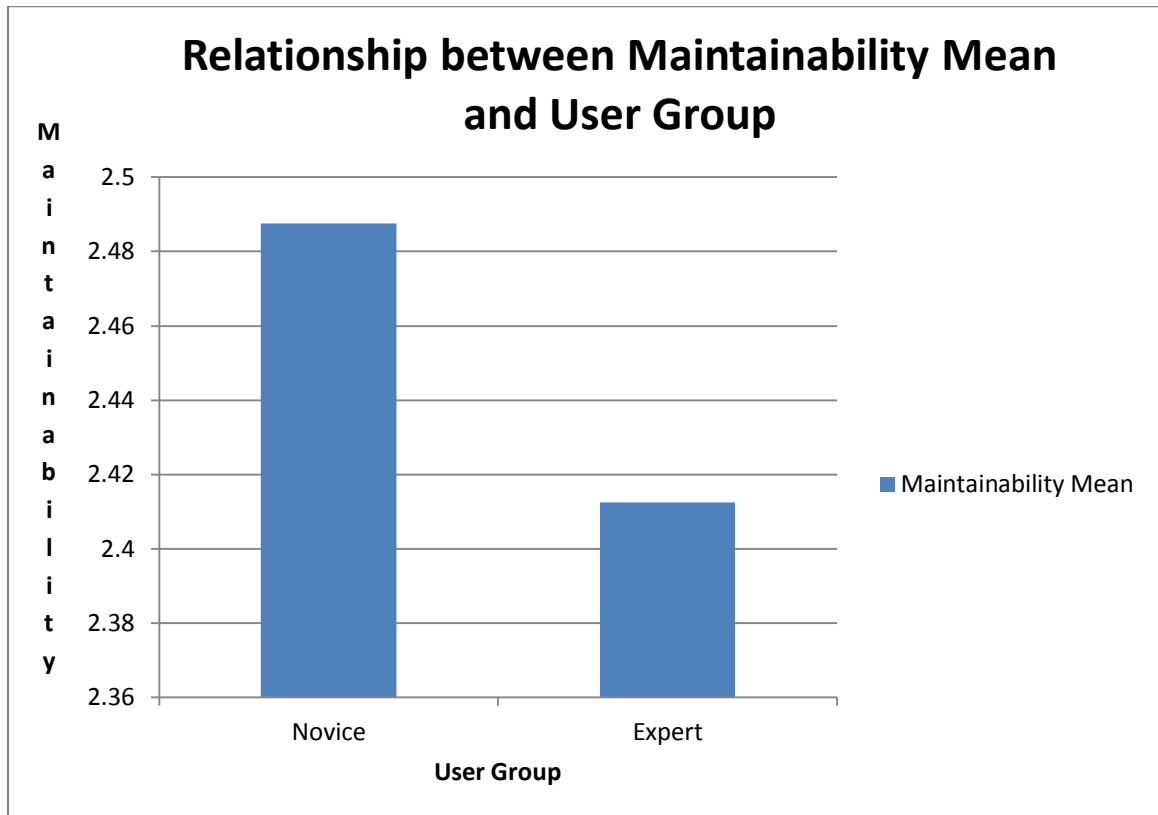 Relationship between Maintainability Mean
and User Group
Maintainability
2.5
2.48
2.46
2.44
2.42
2.4
2.38
2.36
Novice
Expert
User Group
Maintainability Mean